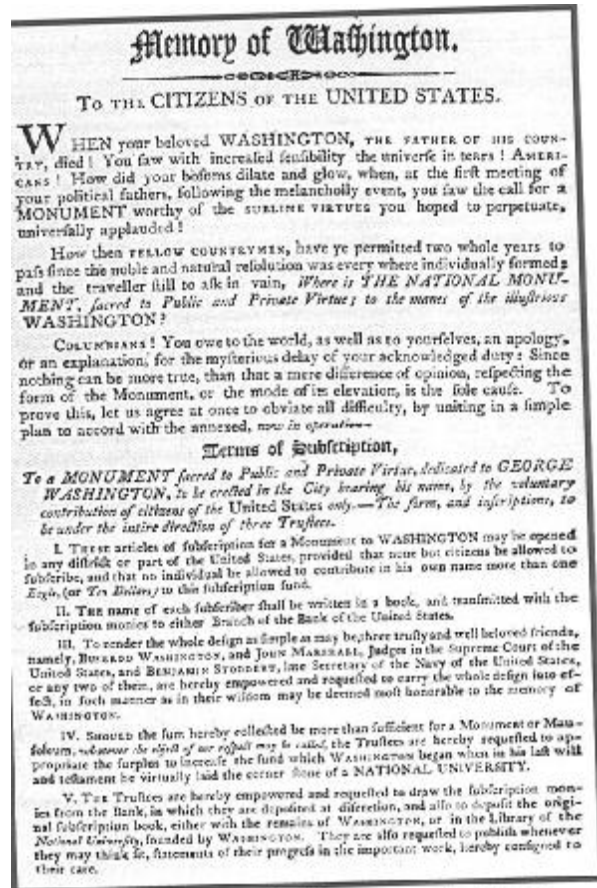 Memory of Waſhington.
TO THE CITIZENS OF THE UNITED STATES.
WHEN your beloved WASHINGTON, THE FATHER OF HIS COUN-
TRY, died! You ſaw with increaſed ſenſibility the univerſe in tears! AMERI-
CANS! How did your boſoms dilate and glow, when, at the firſt meeting of
your political fathers, following the melancholly event, you ſaw the call for a
MONUMENT worthy of the SUBLIME VIRTUES you hoped to perpetuate,
univerſally applauded!
How then FELLOW COUNTRYMEN, have ye permitted two whole years to
paſs ſince the noble and natural reſolution was every where individually formed;
and the traveller ſtill to aſk in vain, Where is THE NATIONAL MONU-
MENT, ſacred to Public and Private Virtue; to the manes of the illuſtrious
WASHINGTON?
COLUMBIANS! You owe to the world, as well as to yourſelves, an apology,
or an explanation, for the myſterious delay of your acknowledged duty: Since
nothing can be more true, than that a mere difference of opinion, reſpecting the
form of the Monument, or the mode of its elevation, is the ſole cauſe. To
prove this, let us agree at once to obviate all difficulty, by uniting in a ſimple
plan to accord with the annexed, now in operation—
Terms of Subſcription,
To a MONUMENT ſacred to Public and Private Virtue, dedicated to GEORGE
WASHINGTON, to be erected in the City bearing his name, by the voluntary
contribution of citizens of the United States only.—The form, and inſcriptions, to
be under the intire direction of three Truſtees.
I. THESE articles of ſubſcription for a Monument to WASHINGTON may be opened
in any diſtrict or part of the United States, provided that none but citizens be allowed to
ſubſcribe, and that no individual be allowed to contribute in his own name more than one
Eagle, (or Ten Dollars) to this ſubſcription fund.
II. THE name of each ſubſcriber ſhall be written in a book, and tranſmitted with the
ſubſcription monies to either Branch of the Bank of the United States.
III. To render the whole deſign as ſimple as may be, three truſty and well beloved friends,
namely, BUSHROD WASHINGTON, and JOHN MARSHALL, Judges in the Supreme Court of the
United States, and BENJAMIN STODDERT, late Secretary of the Navy of the United States,
or any two of them, are hereby empowered and requeſted to carry the whole deſign into ef-
fect, in ſuch manner as in their wiſdom may be deemed moſt honorable to the memory of
WASHINGTON.
IV. SHOULD the ſum hereby collected be more than ſufficient for a Monument or Mau-
ſoleum, whatever the object of our reſpect may be called, the Truſtees are hereby requeſted to ap-
propriate the ſurplus to increaſe the fund which WASHINGTON began when in his laſt will
and teſtament he virtually laid the corner ſtone of a NATIONAL UNIVERSITY.
V. THE Truſtees are hereby empowered and requeſted to draw the ſubſcription mon-
ies from the Bank, in which they are depoſited at diſcretion, and alſo to depoſit the origi-
nal ſubſcription book, either with the remains of WASHINGTON, or in the Library of the
National Univerſity, founded by WASHINGTON. They are alſo requeſted to publiſh whenever
they may think fit, ſtatements of their progreſs in the important work, hereby conſigned to
their care.